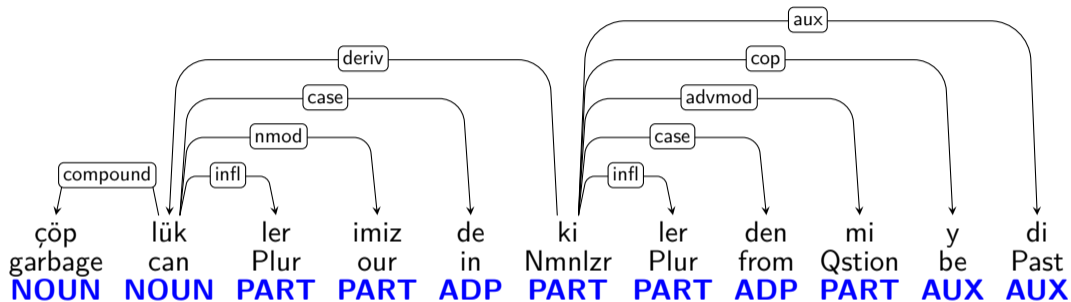 aux
deriv cop
case advmod
nmod case
compound infl infl
çöp lük ler imiz de ki ler den mi y di
garbage can Plur our in Nmnlzr Plur from Qstion be Past
NOUN NOUN PART PART ADP PART PART ADP PART AUX AUX